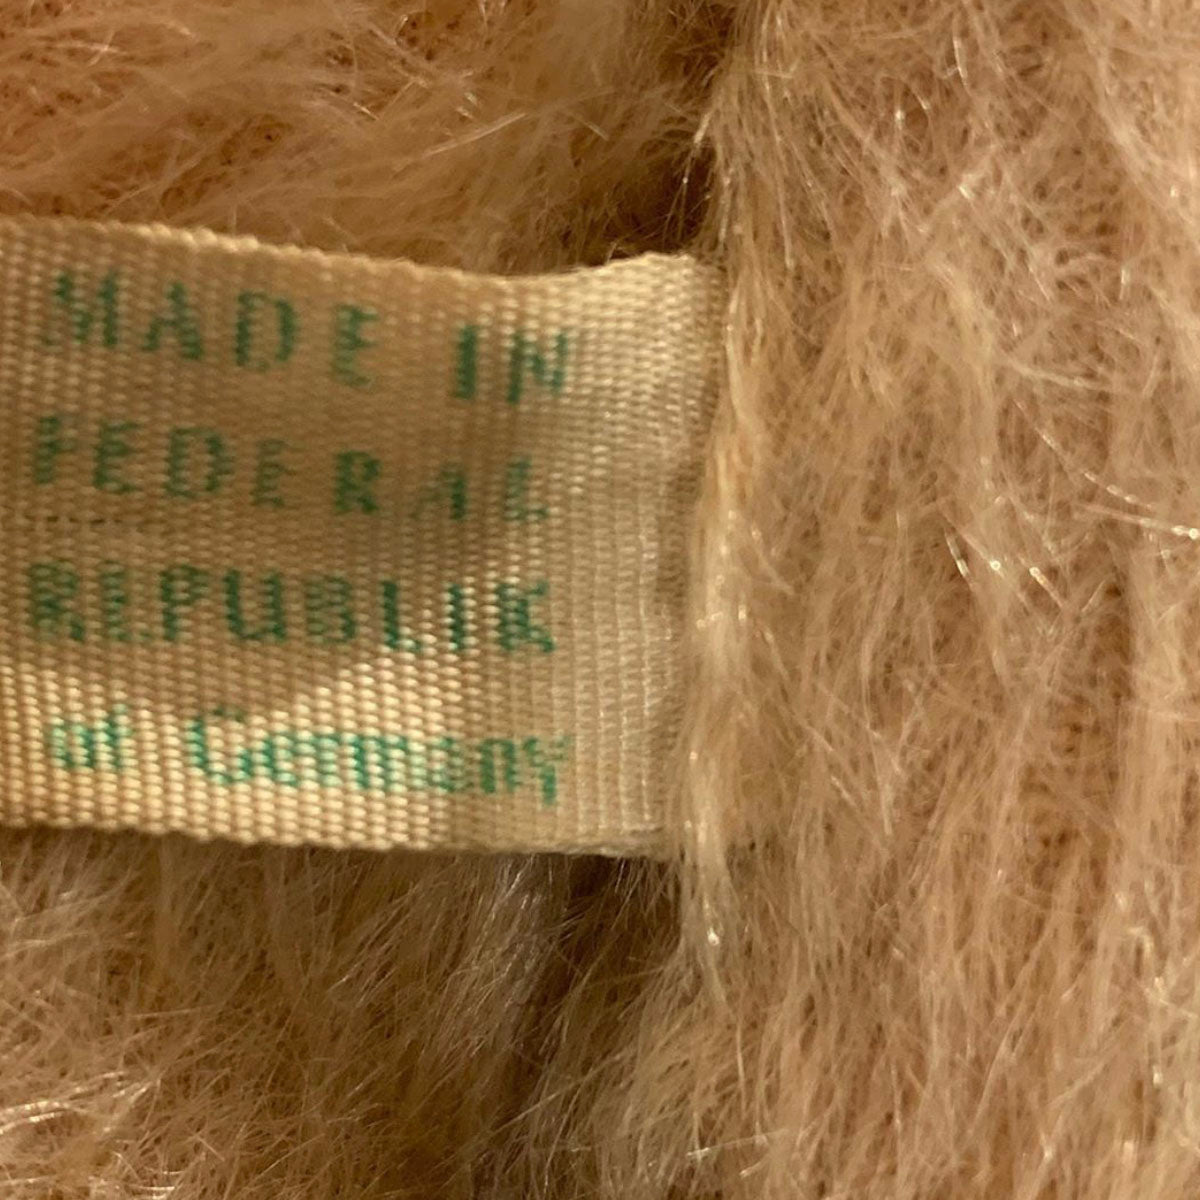 MADE IN
FEDERAL
REPUBLIK
of Germany